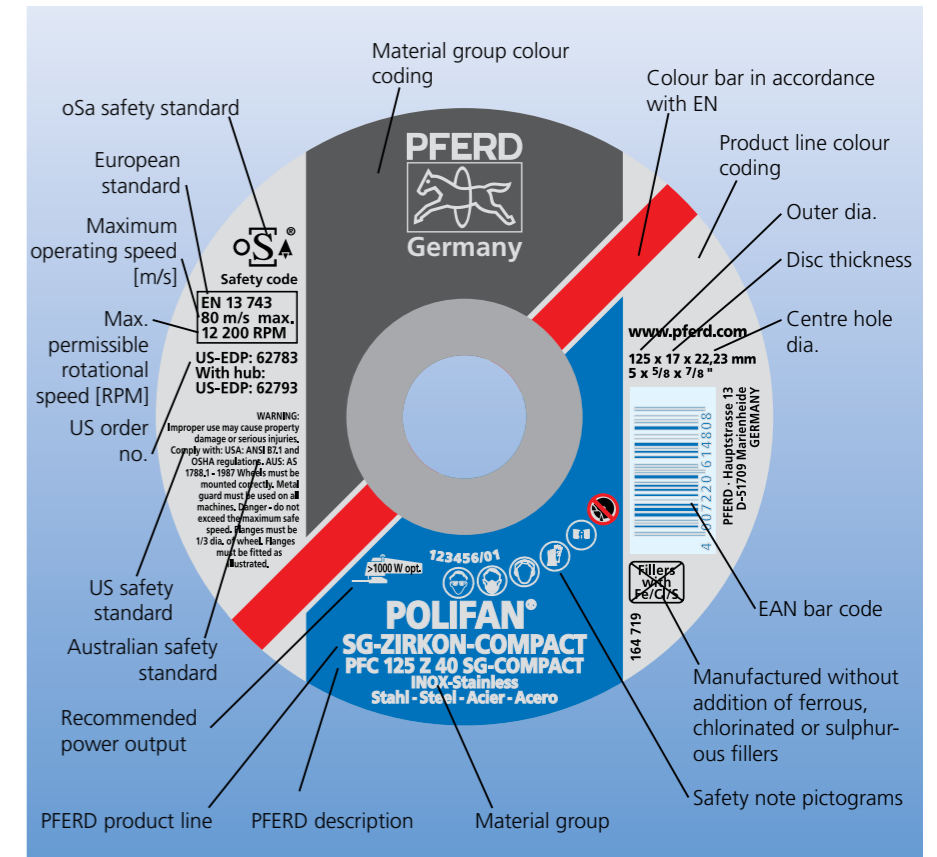 Material group colour
coding
Colour bar in accordance
with EN
oSa safety standard
Product line colour
coding
European
standard
Outer dia.
Maximum
operating speed
[m/s]
Disc thickness
Max.
permissible
rotational
speed [RPM]
Centre hole
dia.
US order
no.
PFERD
Germany
oSa®
Safety code
EN 13 743
80 m/s max.
12 200 RPM
US-EDP: 62783
With hub:
US-EDP: 62793
WARNING:
Improper use may cause property
damage or serious injuries.
Comply with: USA: ANSI B7.1 and
OSHA regulations. AUS: AS
1788.1 - 1987 Wheels must be
mounted correctly. Metal
guard must be used on all
machines. Danger - do not
exceed the maximum safe
speed. Flanges must be
1/3 dia. of wheel. Flanges
must be fitted as
illustrated.
www.pferd.com
125 x 17 x 22,23 mm
5 x 5/8 x 7/8 "
4 007220 614808
PFERD · Hauptstrasse 13
D-51709 Marienheide
GERMANY
Fillers
with
Fe/Cl/S
164 719
123456/01
>1000 W opt.
POLIFAN®
SG-ZIRKON-COMPACT
PFC 125 Z 40 SG-COMPACT
INOX-Stainless
Stahl - Steel - Acier - Acero
US safety
standard
Australian safety
standard
Recommended
power output
PFERD product line
PFERD description
Material group
EAN bar code
Manufactured without
addition of ferrous,
chlorinated or sulphur-
ous fillers
Safety note pictograms